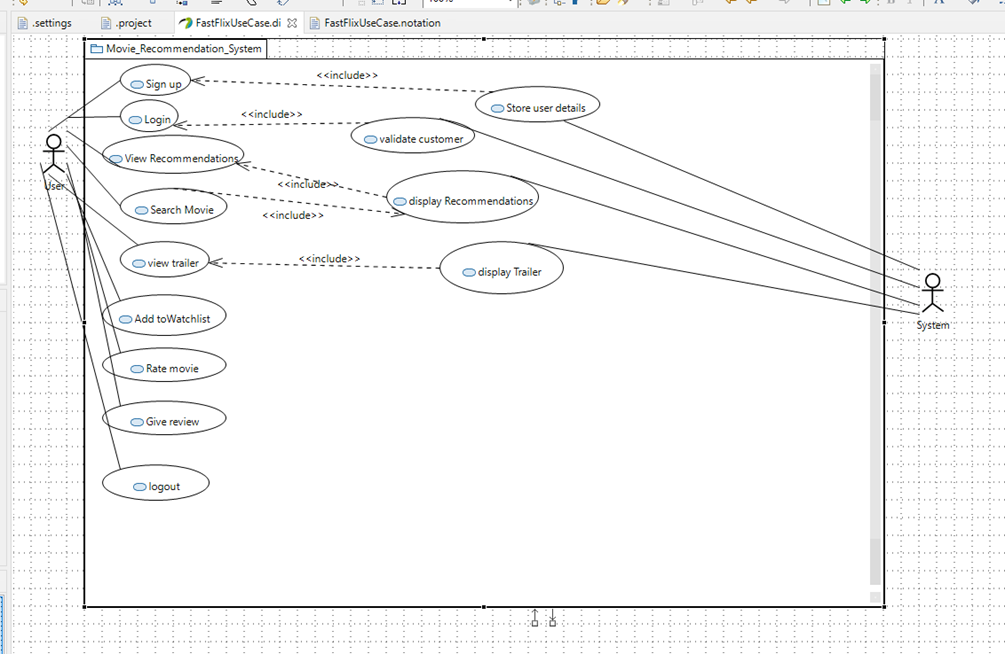 .settings
.project
FastFlixUseCase.di
FastFlixUseCase.notation
Movie_Recommendation_System
Sign up
<<include>>
Store user details
Login
<<include>>
validate customer
View Recommendations
User
<<include>>
display Recommendations
Search Movie
<<include>>
view trailer
<<include>>
display Trailer
System
Add toWatchlist
Rate movie
Give review
logout